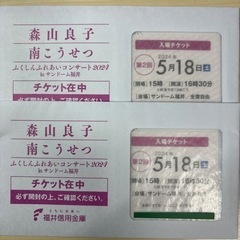 森山良子
南こうせつ
ふくしんふれあいコンサート2024
in サンドーム福井
チケット在中
必ず開封の上、ご確認ください。
入場チケット
2024年
第2回 5月18日 土
開場 15時 開演 16時30分
会場 サンドーム福井 全席自由
森山良子
南こうせつ
ふくしんふれあいコンサート2024
in サンドーム福井
チケット在中
必ず開封の上、ご確認ください。
福井信用金庫
入場チケット
2024年
第2回 5月18日 土
開場 15時 開演 16時30分
会場 サンドーム福井 全席自由